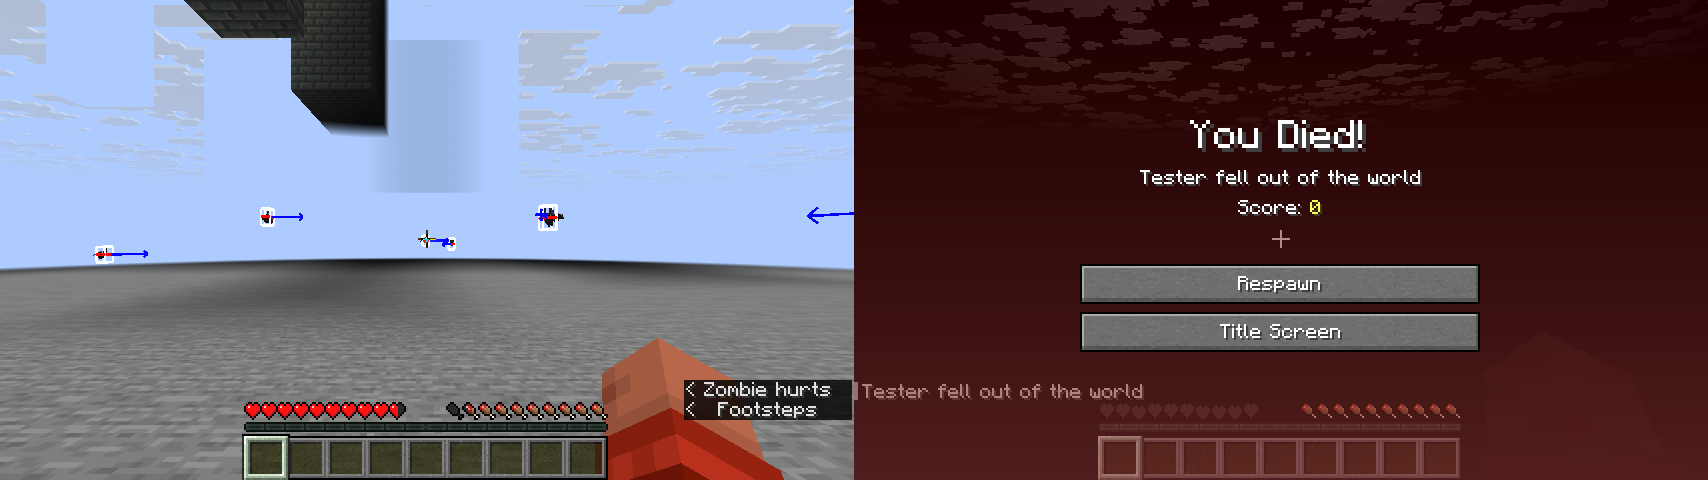 < Zombie hurts
< Footsteps
You Died!
Tester fell out of the world
Score: 0
Respawn
Title Screen
Tester fell out of the world